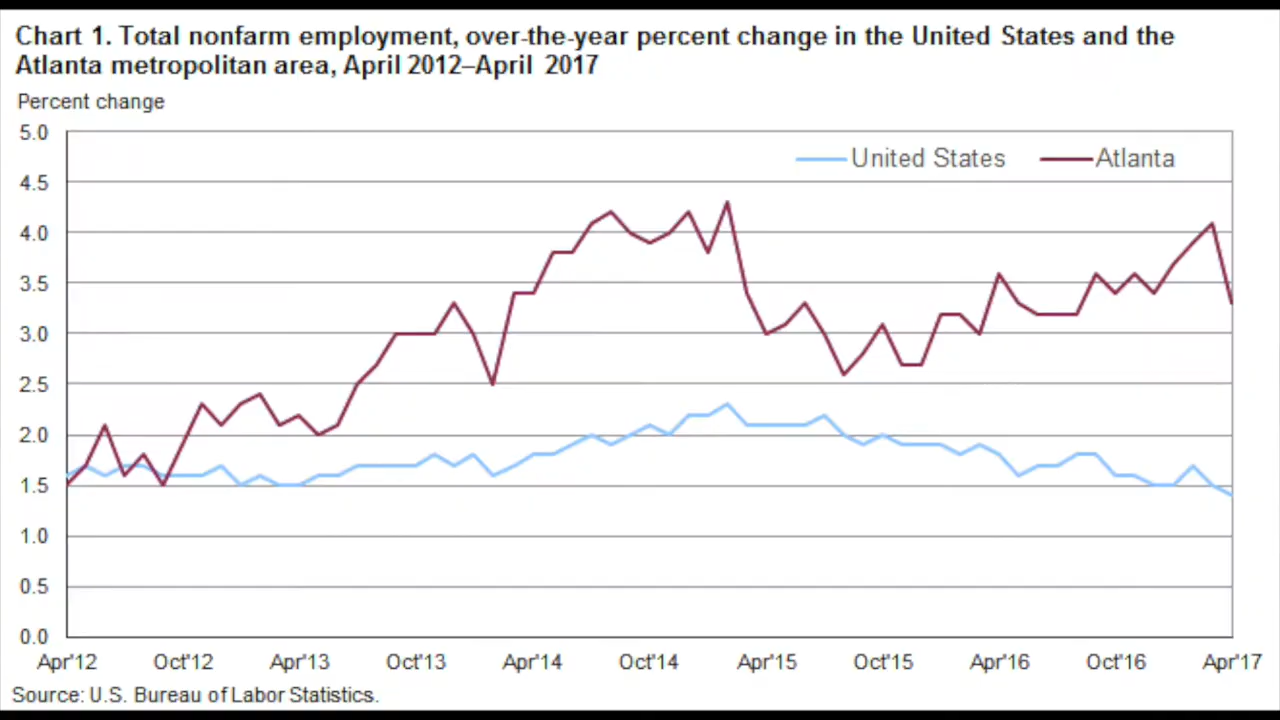 Chart 1. Total nonfarm employment, over-the-year percent change in the United States and the
Atlanta metropolitan area, April 2012–April 2017
Percent change
United States
Atlanta
5.0
4.5
4.0
3.5
3.0
2.5
2.0
1.5
1.0
0.5
0.0
Apr'12 Oct'12 Apr'13 Oct'13 Apr'14 Oct'14 Apr'15 Oct'15 Apr'16 Oct'16 Apr'17
Source: U.S. Bureau of Labor Statistics.